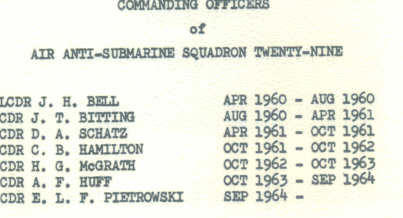 COMMANDING OFFICERS
of
AIR ANTI-SUBMARINE SQUADRON TWENTY-NINE
LCDR J. H. BELL APR 1960 - AUG 1960
CDR J. T. BITTING AUG 1960 - APR 1961
CDR D. A. SCHATZ APR 1961 - OCT 1961
CDR C. B. HAMILTON OCT 1961 - OCT 1962
CDR H. G. McGRATH OCT 1962 - OCT 1963
CDR A. F. HUFF OCT 1963 - SEP 1964
CDR E. L. F. PIETROWSKI SEP 1964 -